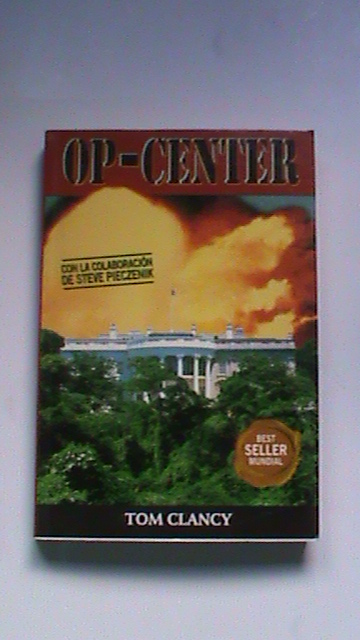 OP-CENTER
CON LA COLABORACIÓN
DE STEVE PIECZENIK
BEST
SELLER
MUNDIAL
TOM CLANCY